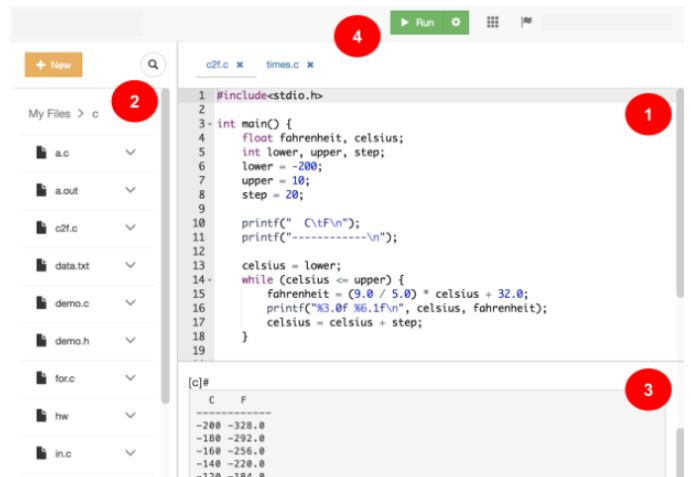 4
Run
+ New
c2f.c ×
times.c ×
My Files > c
2
1
a.c
a.out
c2f.c
data.txt
demo.c
demo.h
for.c
hw
in.c
1 #include<stdio.h>
2
3 int main() {
4 float fahrenheit, celsius;
5 int lower, upper, step;
6 lower = -200;
7 upper = 10;
8 step = 20;
9
10 printf("  C\tF\n");
11 printf("------------\n");
12
13 celsius = lower;
14 while (celsius <= upper) {
15 fahrenheit = (9.0 / 5.0) * celsius + 32.0;
16 printf("%3.0f %6.1f\n", celsius, fahrenheit);
17 celsius = celsius + step;
18 }
19
3
[c]#
C F
------------
-200 -328.0
-180 -292.0
-160 -256.0
-140 -220.0
-120 -184.0